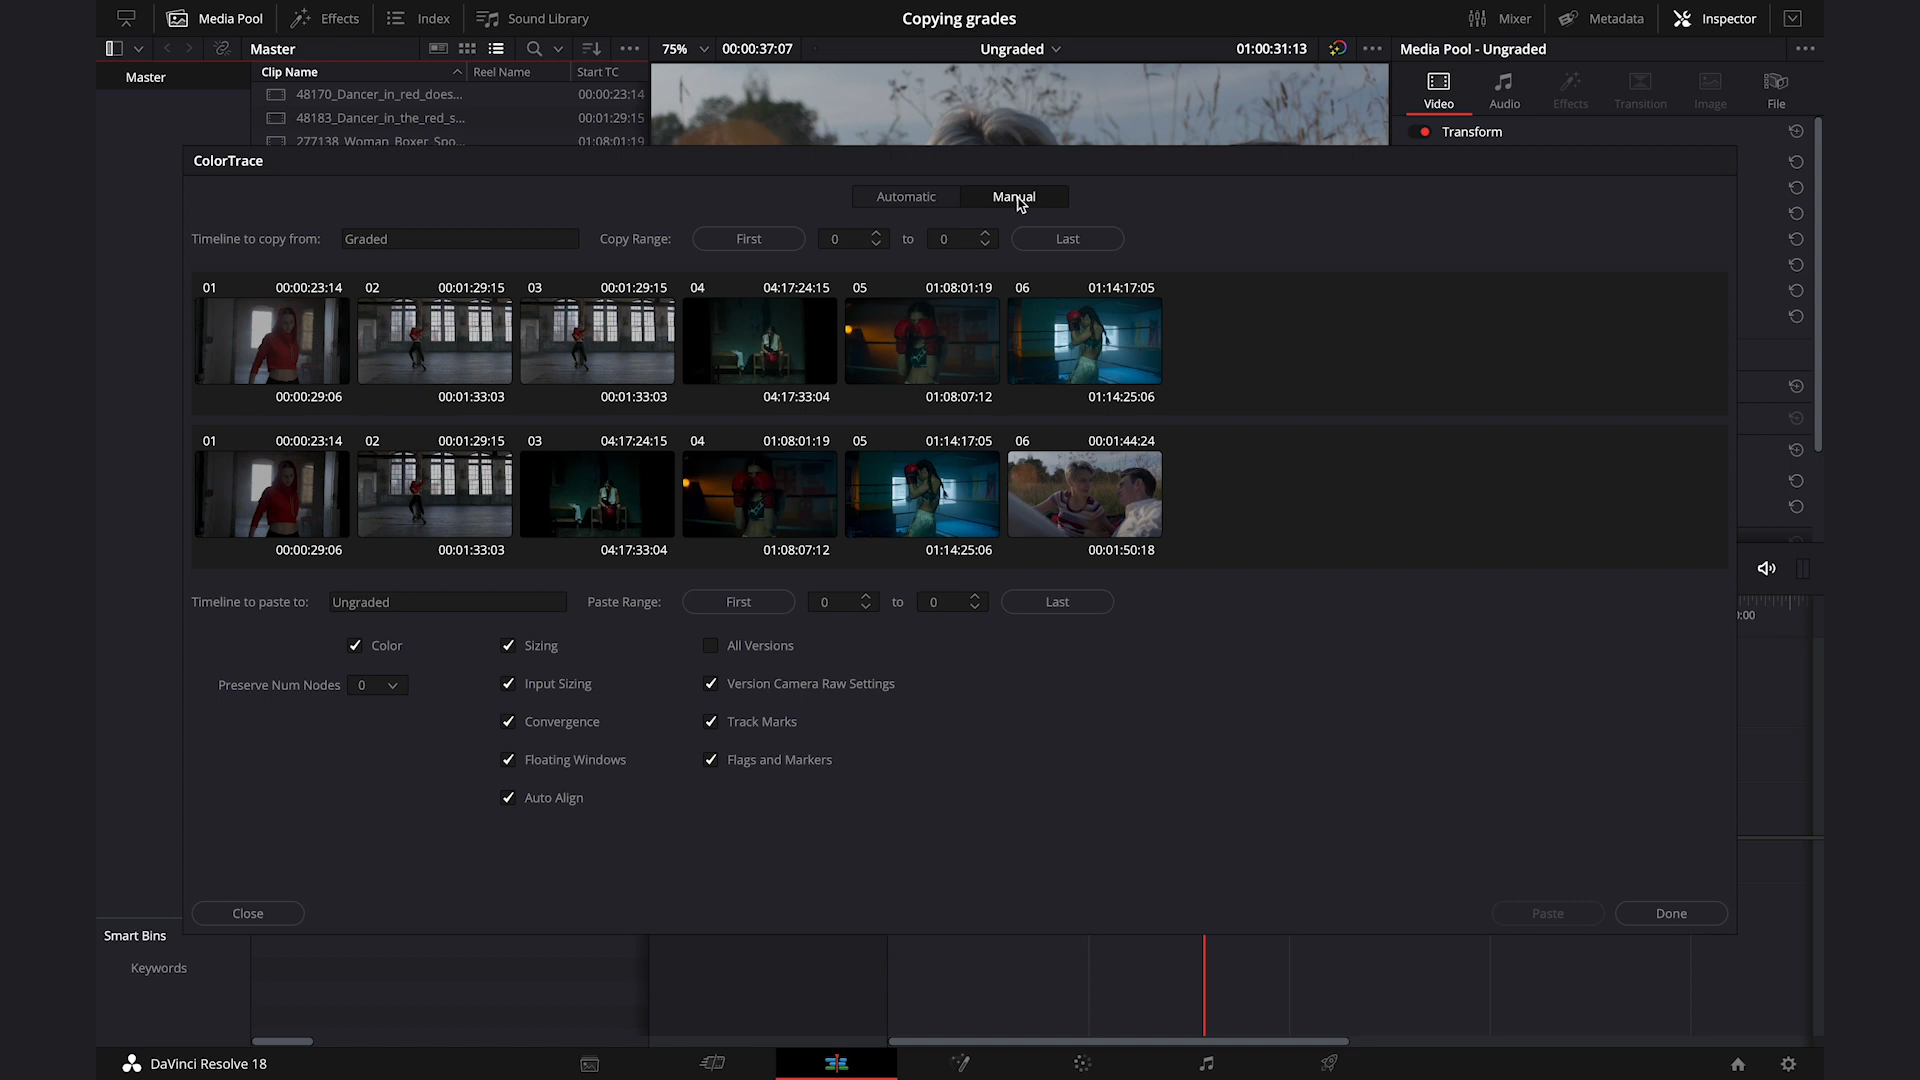 Media Pool
Effects
Index
Sound Library
Copying grades
Mixer
Metadata
Inspector
Master
75%
00:00:37:07
Ungraded
01:00:31:13
Media Pool - Ungraded
Master
Clip Name
Reel Name
Start TC
48170_Dancer_in_red_does...
00:00:23:14
48183_Dancer_in_the_red_s...
00:01:29:15
277138_Woman_Boxer_Spo...
01:08:01:19
Video
Audio
Effects
Transition
Image
File
Transform
ColorTrace
Automatic
Manual
Timeline to copy from:
Graded
Copy Range:
First
0
to
0
Last
01 00:00:23:14
02 00:01:29:15
03 00:01:29:15
04 04:17:24:15
05 01:08:01:19
06 01:14:17:05
00:00:29:06
00:01:33:03
00:01:33:03
04:17:33:04
01:08:07:12
01:14:25:06
01 00:00:23:14
02 00:01:29:15
03 04:17:24:15
04 01:08:01:19
05 01:14:17:05
06 00:01:44:24
00:00:29:06
00:01:33:03
04:17:33:04
01:08:07:12
01:14:25:06
00:01:50:18
Timeline to paste to:
Ungraded
Paste Range:
First
0
to
0
Last
Color
Sizing
All Versions
Preserve Num Nodes
0
Input Sizing
Version Camera Raw Settings
Convergence
Track Marks
Floating Windows
Flags and Markers
Auto Align
Close
Paste
Done
Smart Bins
Keywords
DaVinci Resolve 18